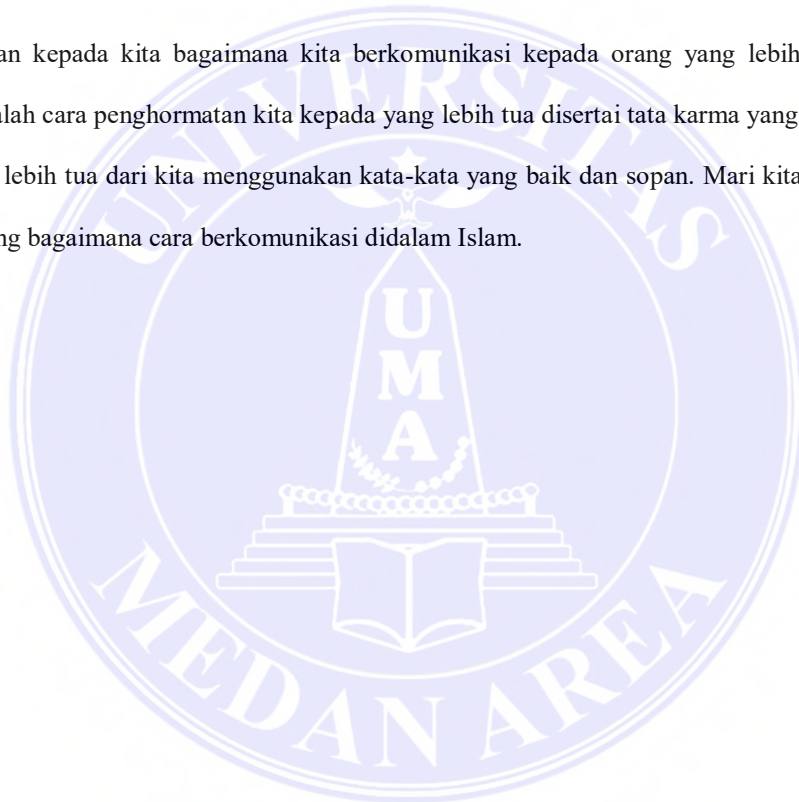 an kepada kita bagaimana kita berkomunikasi kepada orang yang lebih
alah cara penghormatan kita kepada yang lebih tua disertai tata karma yang
lebih tua dari kita menggunakan kata-kata yang baik dan sopan. Mari kita
ng bagaimana cara berkomunikasi didalam Islam.
UNIVERSITAS
U
M
A
MEDAN AREA